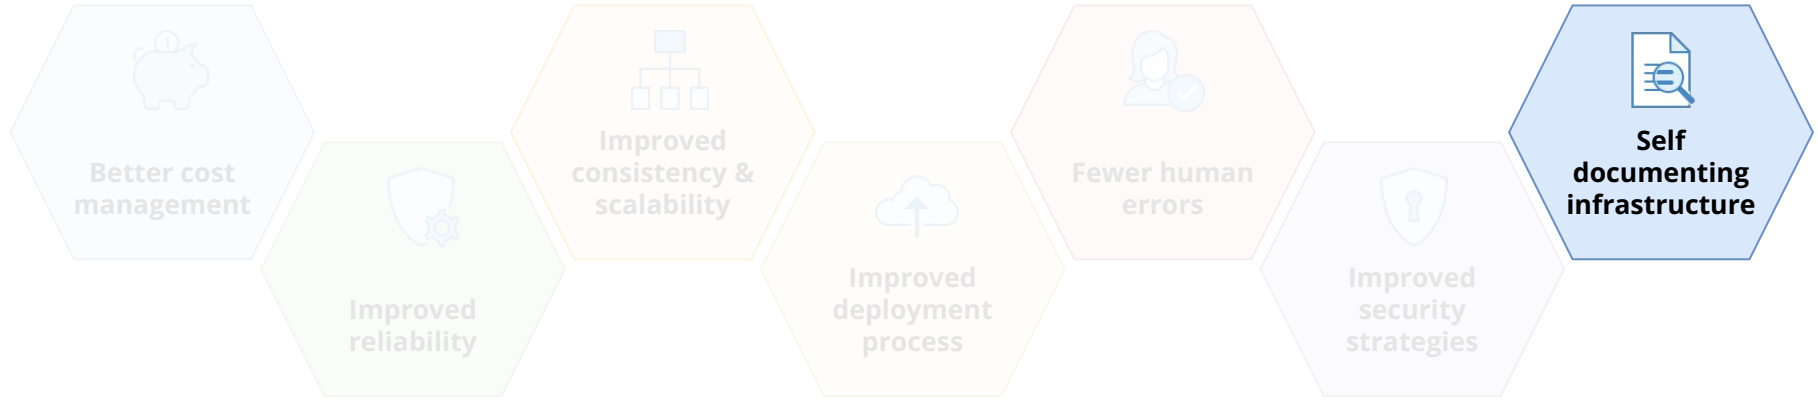 Better cost
management
Improved
reliability
Improved
consistency &
scalability
Improved
deployment
process
Fewer human
errors
Improved
security
strategies
Self
documenting
infrastructure